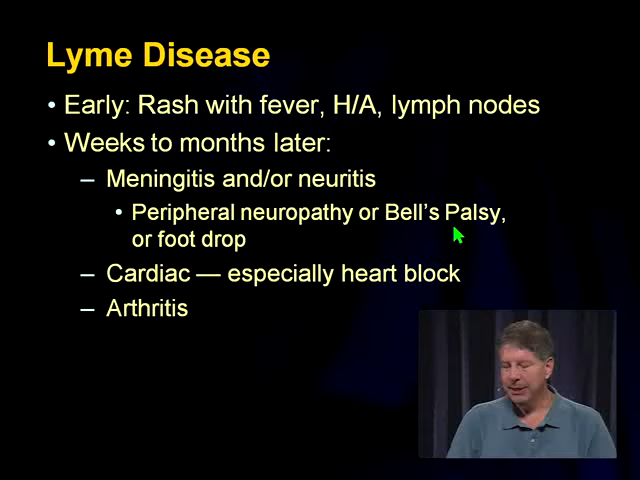 Lyme Disease
• Early: Rash with fever, H/A, lymph nodes
• Weeks to months later:
– Meningitis and/or neuritis
• Peripheral neuropathy or Bell's Palsy,
or foot drop
– Cardiac — especially heart block
– Arthritis